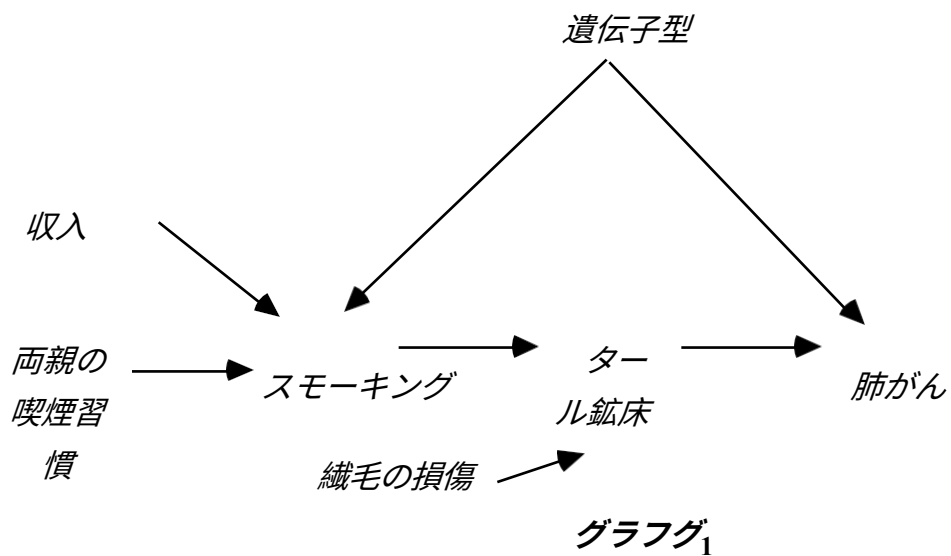 遺伝子型
収入
両親の
喫煙習
慣
スモーキング
ター
ル鉱床
肺がん
繊毛の損傷
グラフグ1